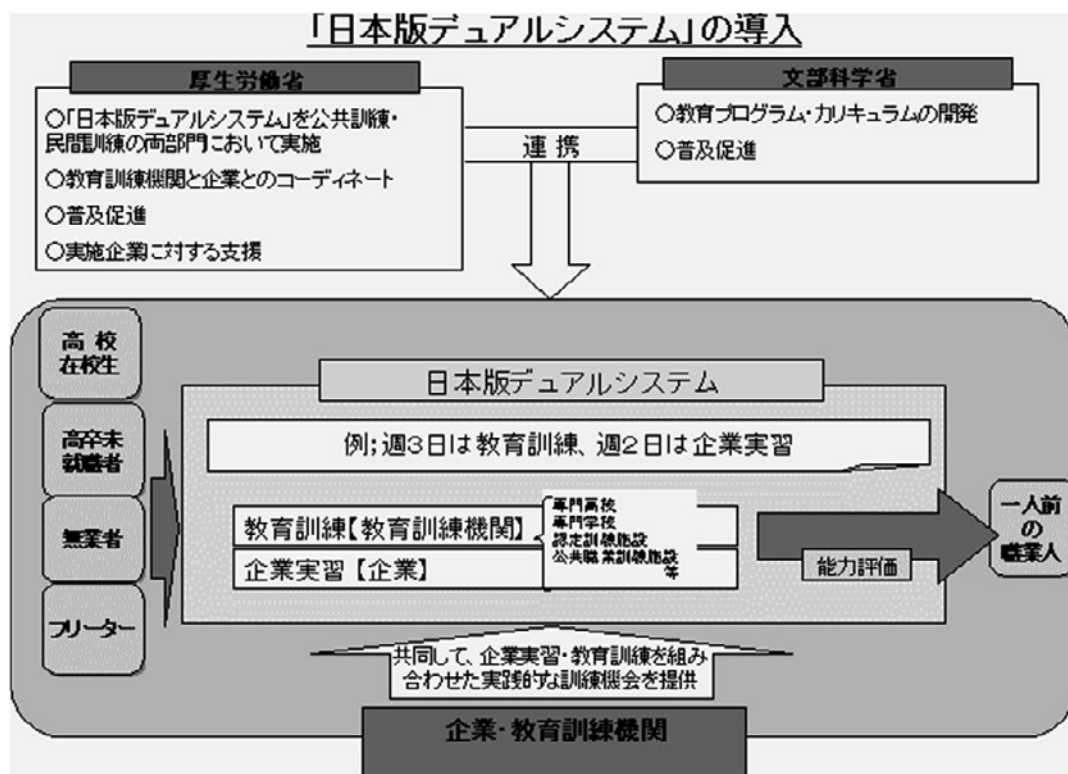 「日本版デュアルシステム」の導入
厚生労働省
○「日本版デュアルシステム」を公共訓練・
民間訓練の両部門において実施
○教育訓練機関と企業とのコーディネート
○普及促進
○実施企業に対する支援
連携
文部科学省
○教育プログラム・カリキュラムの開発
○普及促進
高校
在校生
高卒未
就職者
無業者
フリーター
日本版デュアルシステム
例;週3日は教育訓練、週2日は企業実習
教育訓練【教育訓練機関】
専門高校
専門学校
認定訓練施設
公共職業訓練施設
等
企業実習【企業】
能力評価
一人前
の
職業人
共同して、企業実習・教育訓練を組み
合わせた実践的な訓練機会を提供
企業・教育訓練機関